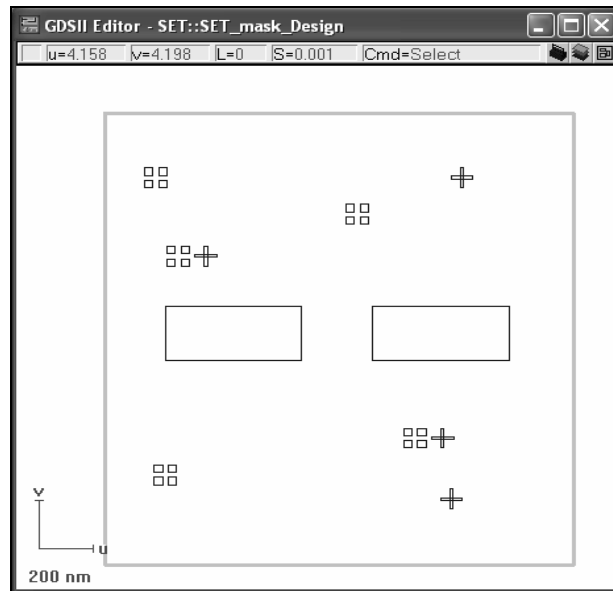 GDSII Editor - SET::SET_mask_Design
u=4.158 v=4.198 L=0 S=0.001 Cmd=Select
v
u
200 nm